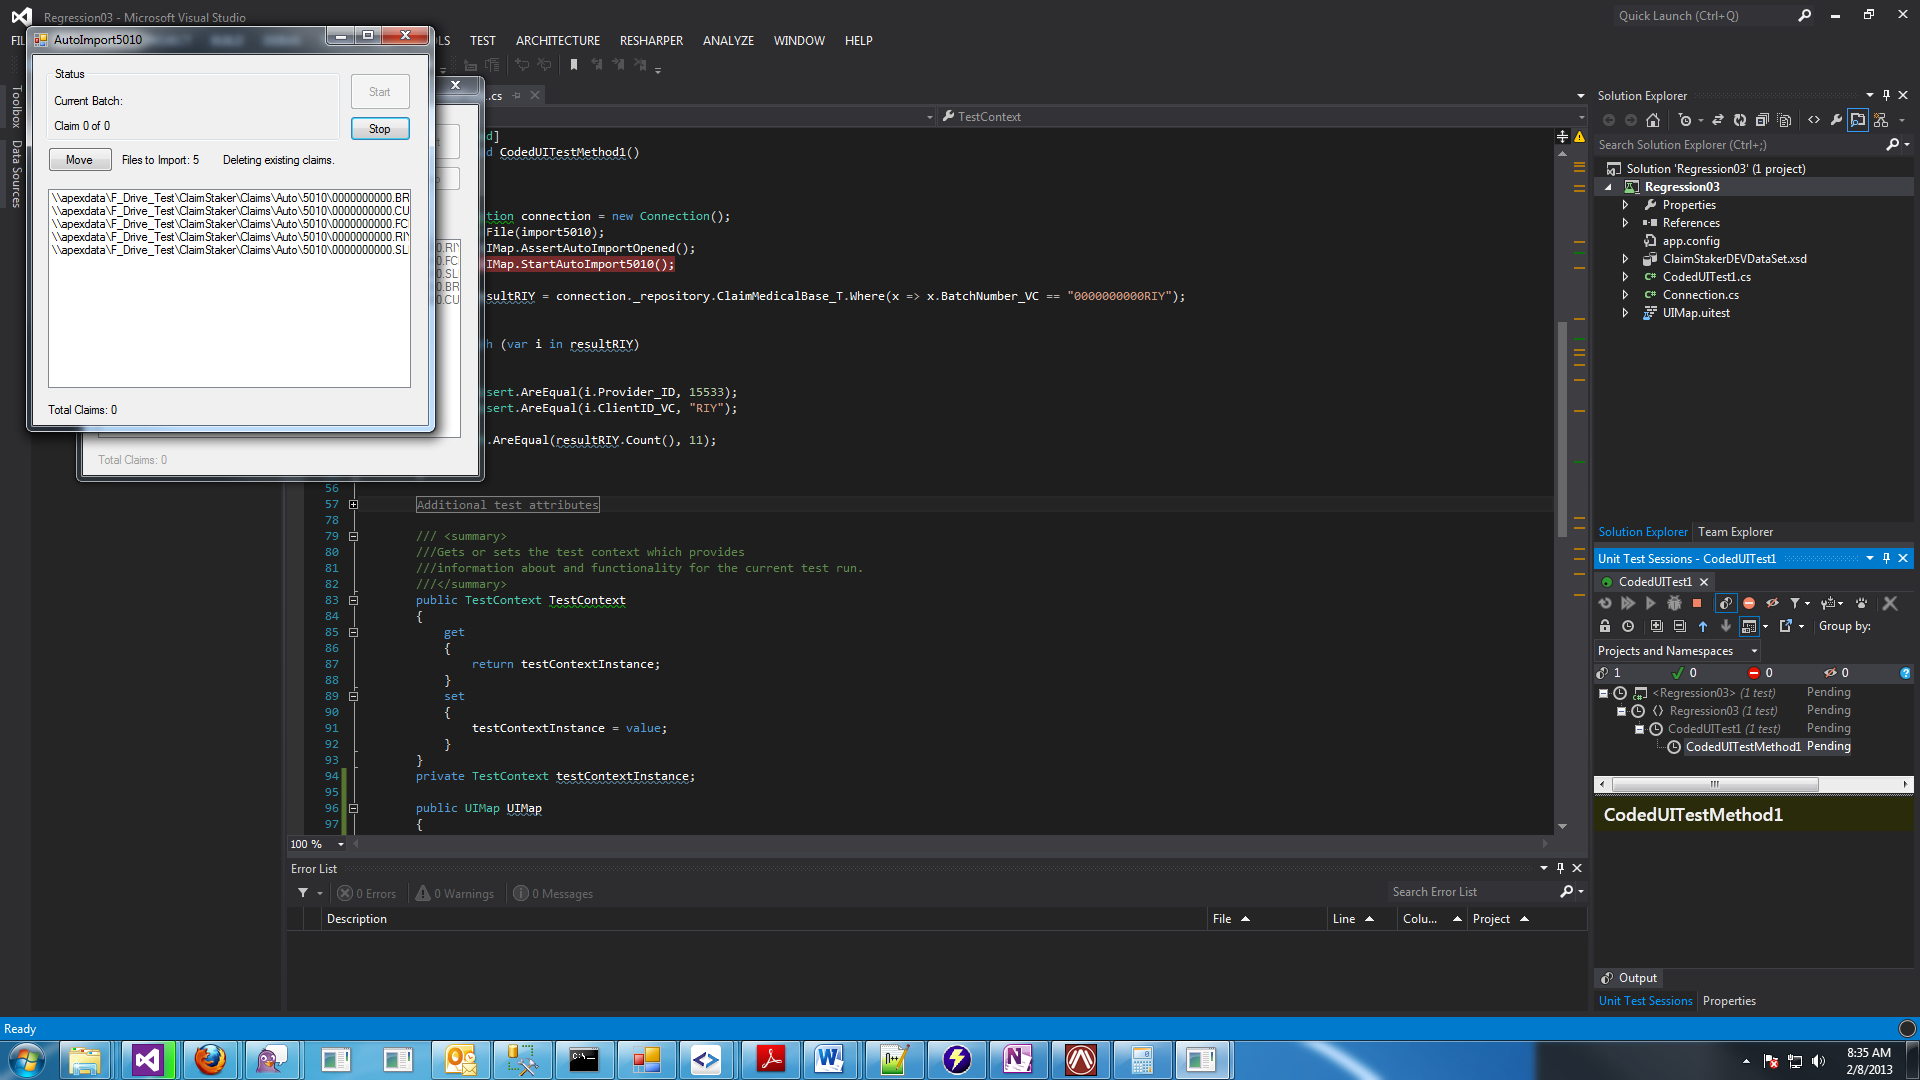 Regression03 - Microsoft Visual Studio
Quick Launch (Ctrl+Q)
TEST ARCHITECTURE RESHARPER ANALYZE WINDOW HELP
AutoImport5010
Status
Current Batch:
Claim 0 of 0
Start
Stop
Move
Files to Import: 5
Deleting existing claims.
\\apexdata\F_Drive_Test\ClaimStaker\Claims\Auto\5010\0000000000.BR
\\apexdata\F_Drive_Test\ClaimStaker\Claims\Auto\5010\0000000000.CU
\\apexdata\F_Drive_Test\ClaimStaker\Claims\Auto\5010\0000000000.FC
\\apexdata\F_Drive_Test\ClaimStaker\Claims\Auto\5010\0000000000.RIY
\\apexdata\F_Drive_Test\ClaimStaker\Claims\Auto\5010\0000000000.SL
Total Claims: 0
0.RIY
0.FC
0.SL
0.BR
0.CU
Total Claims: 0
Toolbox
Data Sources
.cs
TestContext
d]
d CodedUITestMethod1()
tion connection = new Connection();
File(import5010);
IMap.AssertAutoImportOpened();
IMap.StartAutoImport5010();
sultRIY = connection._repository.ClaimMedicalBase_T.Where(x => x.BatchNumber_VC == "0000000000RIY");
h (var i in resultRIY)
sert.AreEqual(i.Provider_ID, 15533);
sert.AreEqual(i.ClientID_VC, "RIY");
.AreEqual(resultRIY.Count(), 11);
56
57 Additional test attributes
78
79 /// <summary>
80 ///Gets or sets the test context which provides
81 ///information about and functionality for the current test run.
82 ///</summary>
83 public TestContext TestContext
84 {
85 get
86 {
87 return testContextInstance;
88 }
89 set
90 {
91 testContextInstance = value;
92 }
93 }
94 private TestContext testContextInstance;
95
96 public UIMap UIMap
97 {
100 %
Error List
0 Errors
0 Warnings
0 Messages
Search Error List
Description File Line Colu... Project
Solution Explorer
Search Solution Explorer (Ctrl+;)
Solution 'Regression03' (1 project)
Regression03
Properties
References
app.config
ClaimStakerDEVDataSet.xsd
CodedUITest1.cs
Connection.cs
UIMap.uitest
Solution Explorer Team Explorer
Unit Test Sessions - CodedUITest1
CodedUITest1
Group by:
Projects and Namespaces
1 0 0 0
<Regression03> (1 test) Pending
Regression03 (1 test) Pending
CodedUITest1 (1 test) Pending
CodedUITestMethod1 Pending
CodedUITestMethod1
Output
Unit Test Sessions Properties
Ready
8:35 AM
2/8/2013